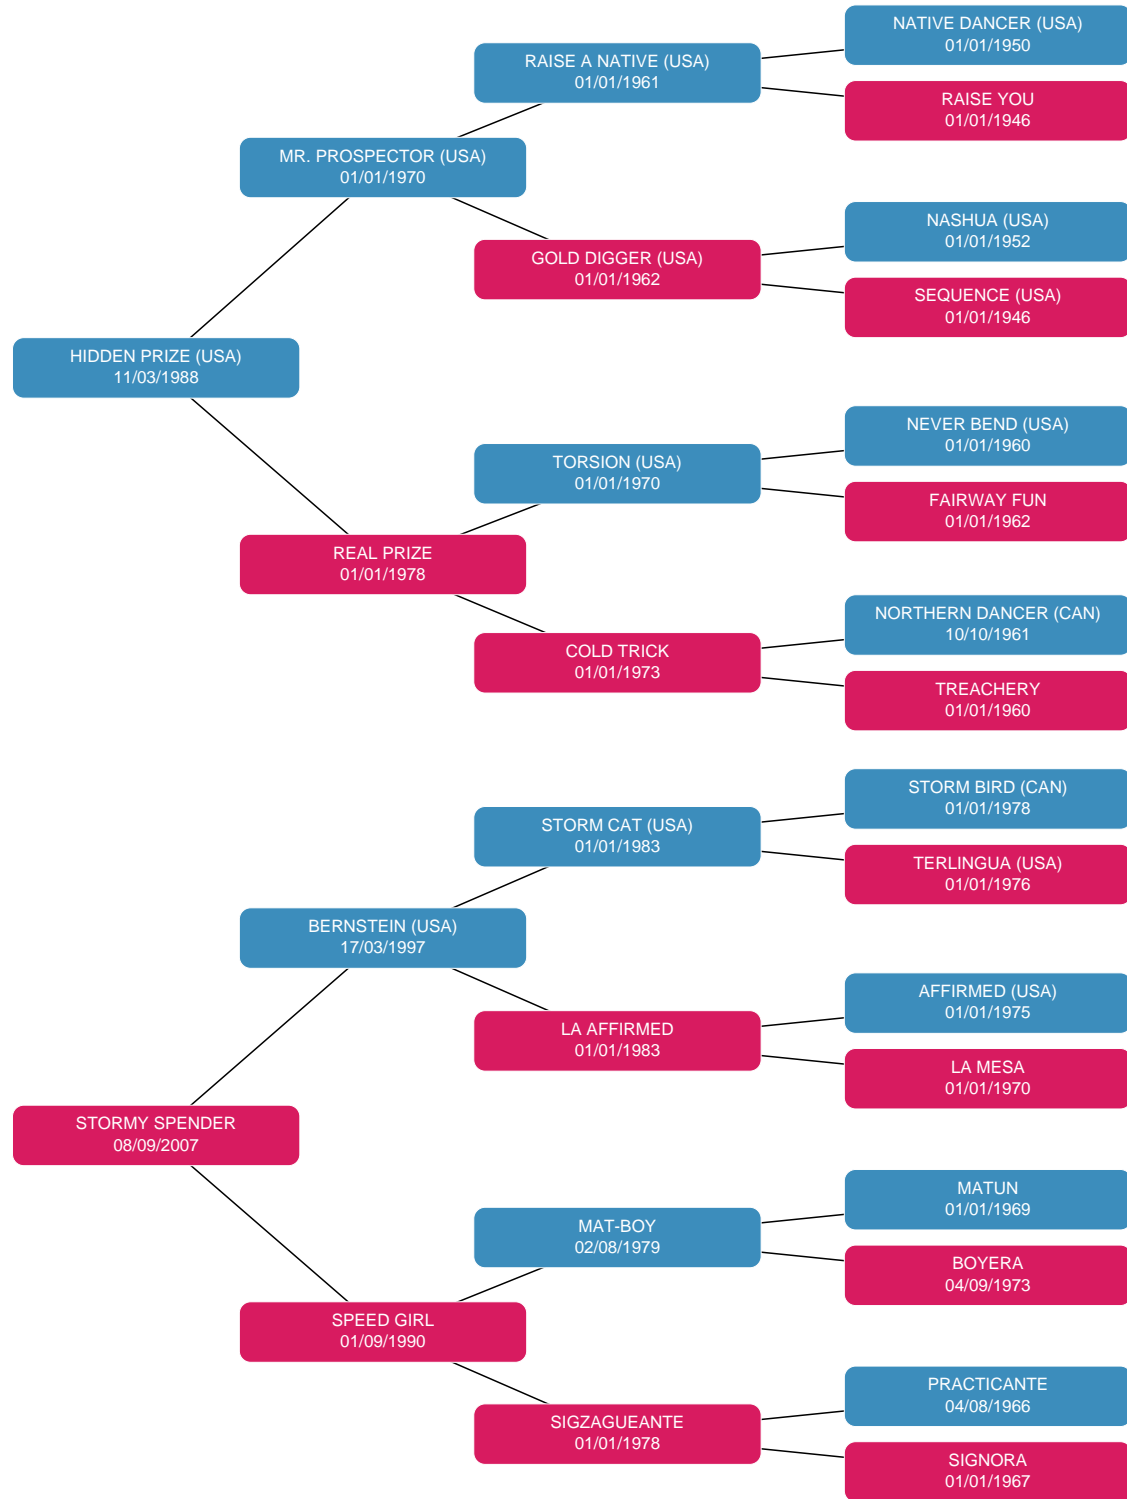 NATIVE DANCER (USA)
01/01/1950
RAISE A NATIVE (USA)
01/01/1961
RAISE YOU
01/01/1946
MR. PROSPECTOR (USA)
01/01/1970
NASHUA (USA)
01/01/1952
GOLD DIGGER (USA)
01/01/1962
SEQUENCE (USA)
01/01/1946
HIDDEN PRIZE (USA)
11/03/1988
NEVER BEND (USA)
01/01/1960
TORSION (USA)
01/01/1970
FAIRWAY FUN
01/01/1962
REAL PRIZE
01/01/1978
NORTHERN DANCER (CAN)
10/10/1961
COLD TRICK
01/01/1973
TREACHERY
01/01/1960
STORM BIRD (CAN)
01/01/1978
STORM CAT (USA)
01/01/1983
TERLINGUA (USA)
01/01/1976
BERNSTEIN (USA)
17/03/1997
AFFIRMED (USA)
01/01/1975
LA AFFIRMED
01/01/1983
LA MESA
01/01/1970
STORMY SPENDER
08/09/2007
MATUN
01/01/1969
MAT-BOY
02/08/1979
BOYERA
04/09/1973
SPEED GIRL
01/09/1990
PRACTICANTE
04/08/1966
SIGZAGUEANTE
01/01/1978
SIGNORA
01/01/1967